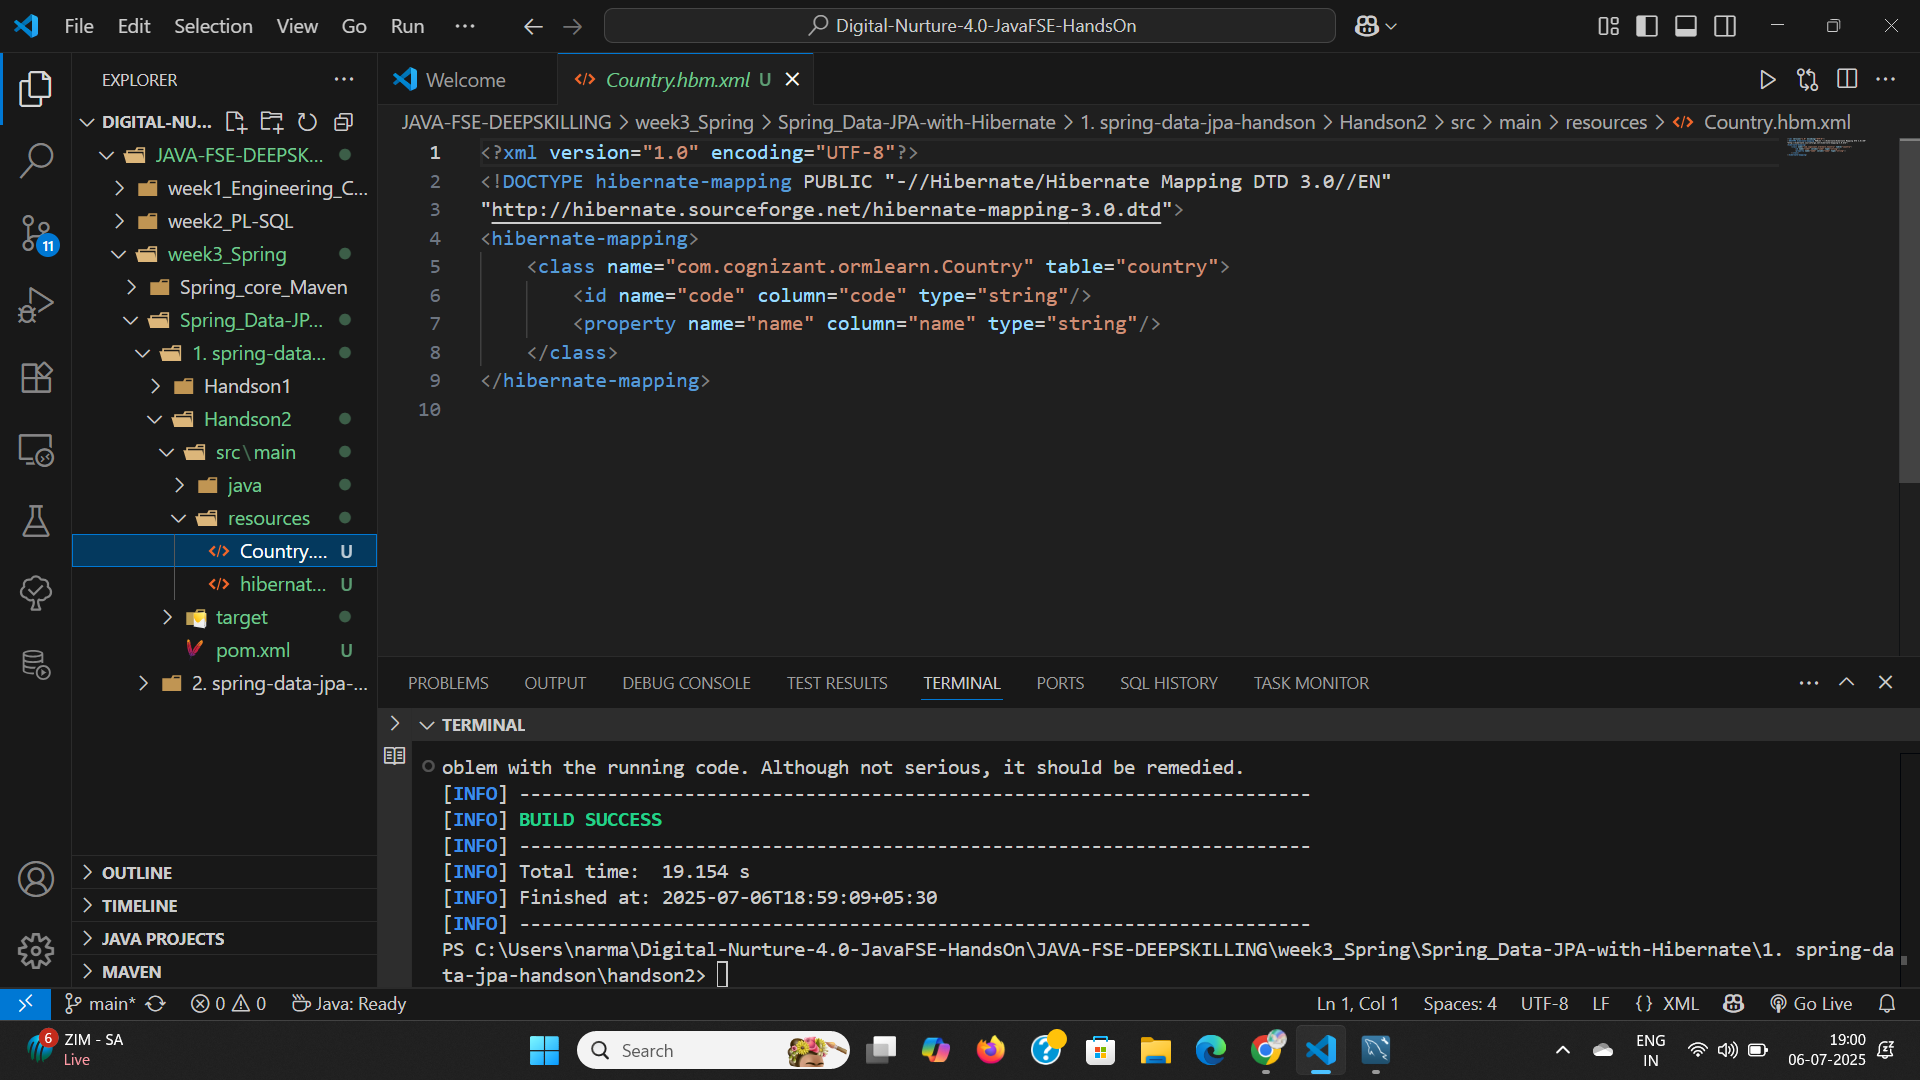 File Edit Selection View Go Run ···
Digital-Nurture-4.0-JavaFSE-HandsOn
EXPLORER
DIGITAL-NU...
JAVA-FSE-DEEPSK...
week1_Engineering_C...
week2_PL-SQL
week3_Spring
Spring_core_Maven
Spring_Data-JP...
1. spring-data...
Handson1
Handson2
src\main
java
resources
Country.... U
hibernat... U
target
pom.xml U
2. spring-data-jpa-...
OUTLINE
TIMELINE
JAVA PROJECTS
MAVEN
11
Welcome
Country.hbm.xml U
JAVA-FSE-DEEPSKILLING > week3_Spring > Spring_Data-JPA-with-Hibernate > 1. spring-data-jpa-handson > Handson2 > src > main > resources > Country.hbm.xml
1 <?xml version="1.0" encoding="UTF-8"?>
2 <!DOCTYPE hibernate-mapping PUBLIC "-//Hibernate/Hibernate Mapping DTD 3.0//EN"
3 "http://hibernate.sourceforge.net/hibernate-mapping-3.0.dtd">
4 <hibernate-mapping>
5 <class name="com.cognizant.ormlearn.Country" table="country">
6 <id name="code" column="code" type="string"/>
7 <property name="name" column="name" type="string"/>
8 </class>
9 </hibernate-mapping>
10
PROBLEMS OUTPUT DEBUG CONSOLE TEST RESULTS TERMINAL PORTS SQL HISTORY TASK MONITOR
TERMINAL
oblem with the running code. Although not serious, it should be remedied.
[INFO] ------------------------------------------------------------------------
[INFO] BUILD SUCCESS
[INFO] ------------------------------------------------------------------------
[INFO] Total time:  19.154 s
[INFO] Finished at: 2025-07-06T18:59:09+05:30
[INFO] ------------------------------------------------------------------------
PS C:\Users\narma\Digital-Nurture-4.0-JavaFSE-HandsOn\JAVA-FSE-DEEPSKILLING\week3_Spring\Spring_Data-JPA-with-Hibernate\1. spring-da
ta-jpa-handson\handson2>
main* 0 0 Java: Ready Ln 1, Col 1 Spaces: 4 UTF-8 LF {} XML Go Live
6 ZIM - SA
Live
Search
ENG
IN
19:00
06-07-2025